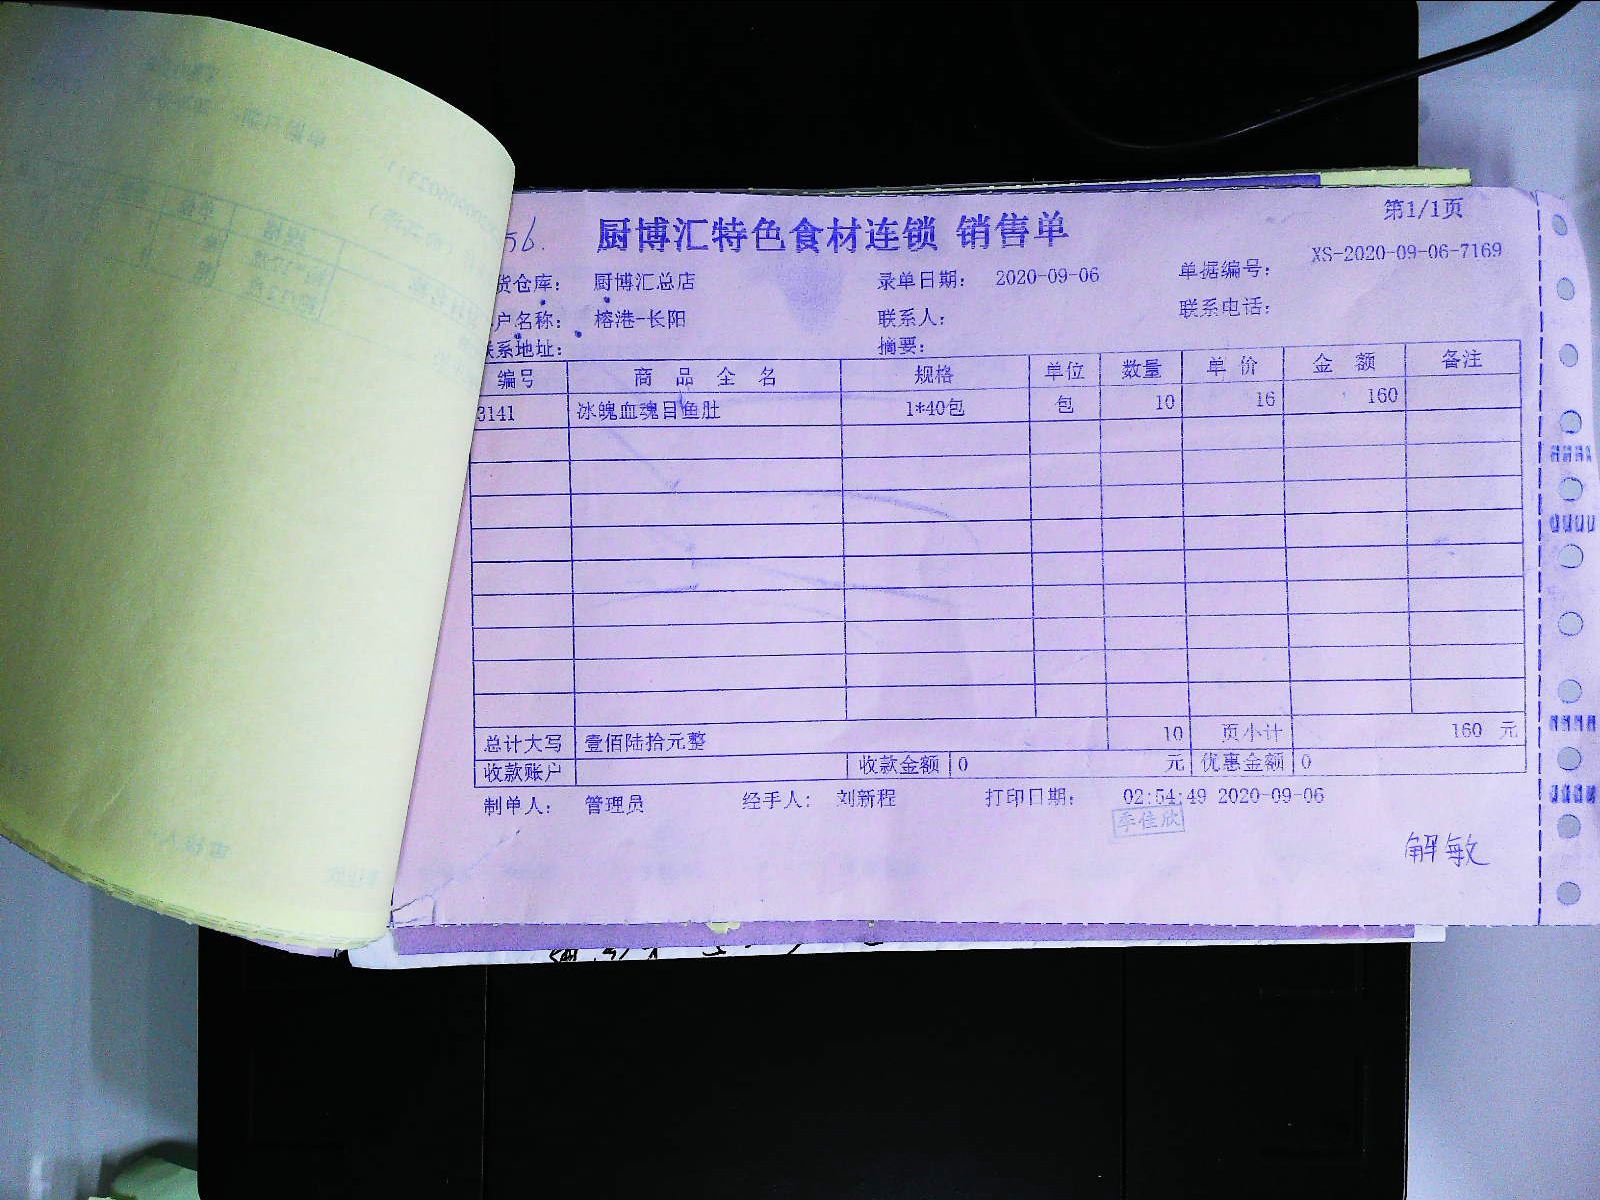 第1/1页
56. 厨博汇特色食材连锁 销售单
货仓库: 厨博汇总店 录单日期: 2020-09-06 单据编号: XS-2020-09-06-7169
户名称: 榕港-长阳 联系人: 联系电话:
联系地址: 摘要:
编号 商 品 全 名 规格 单位 数量 单 价 金 额 备注
3141 冰魄血魂目鱼肚 1*40包 包 10 16 160
总计大写 壹佰陆拾元整 10 页小计 160 元
收款账户 收款金额 0 元 优惠金额 0
制单人: 管理员 经手人: 刘新程 打印日期: 02:54:49 2020-09-06
李佳欣
解敏